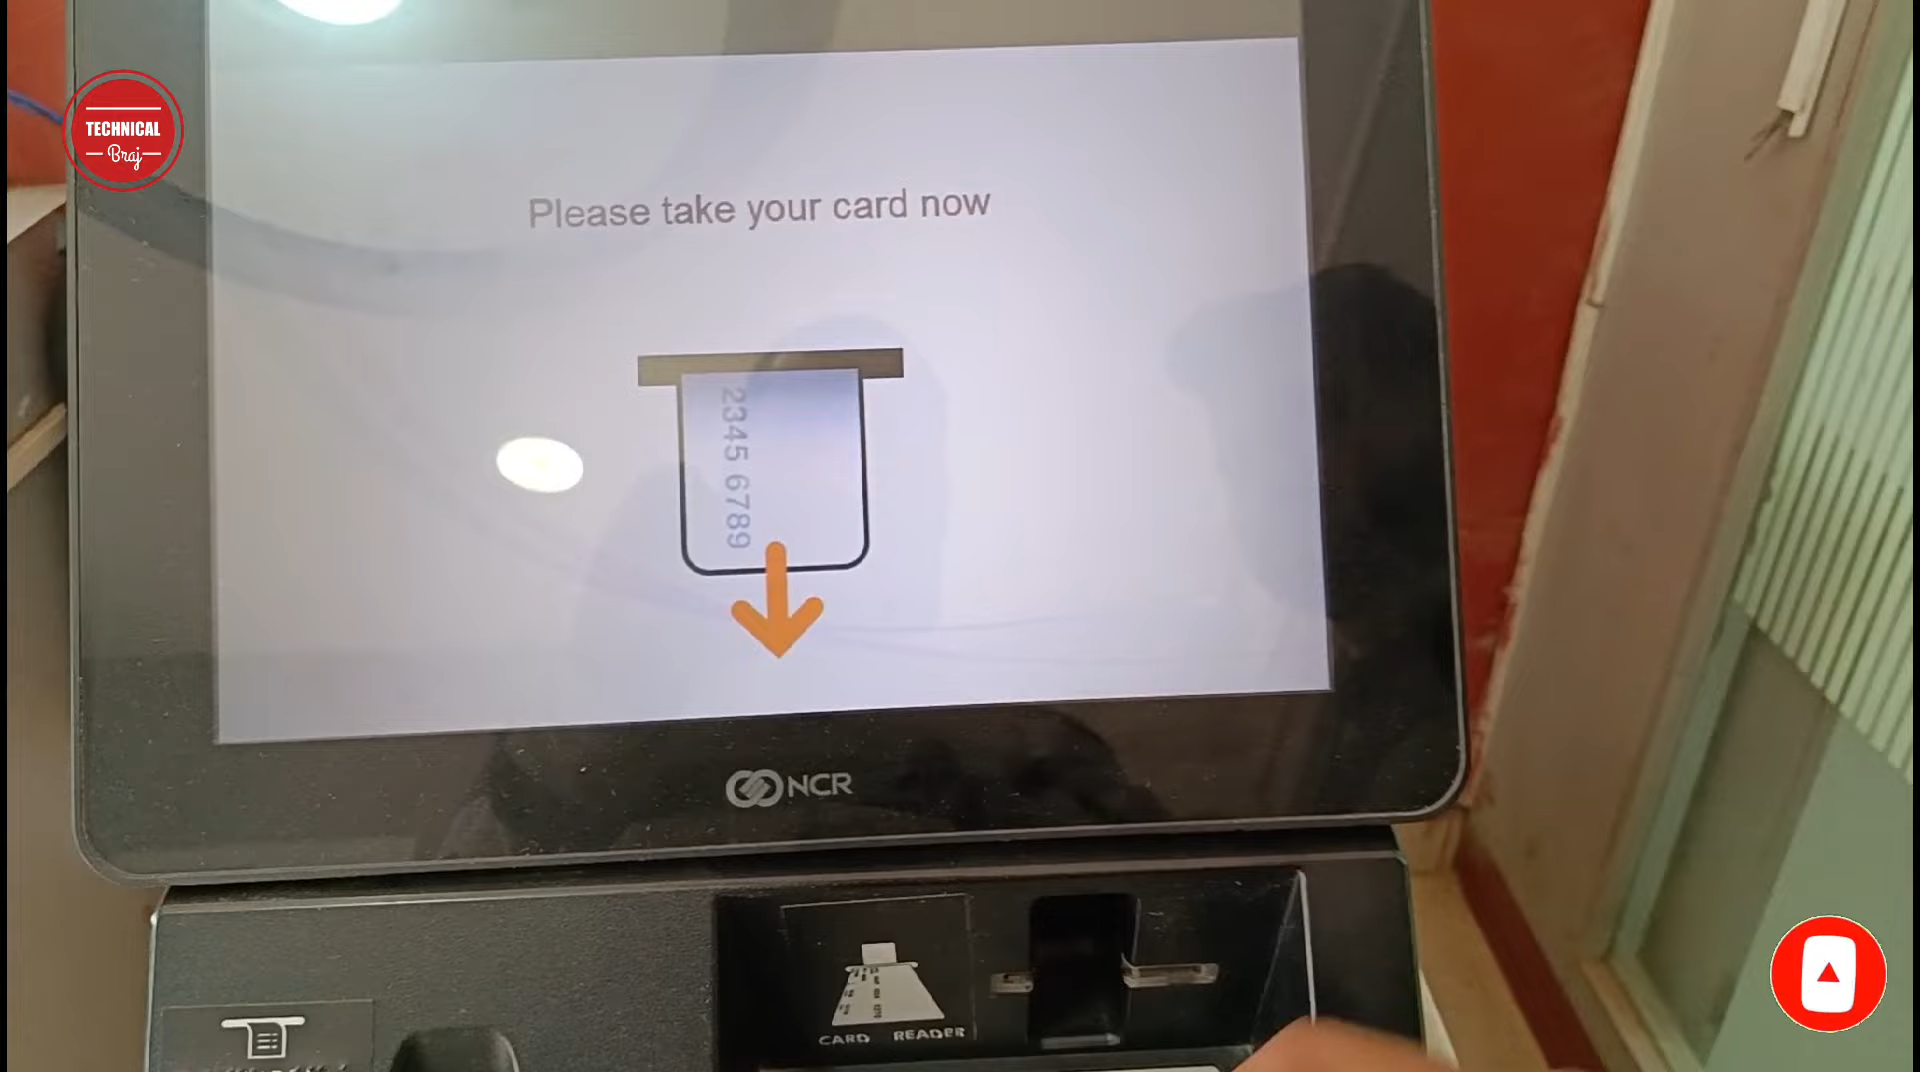 TECHNICAL
Braj
Please take your card now
2345 6789
NCR
CARD READER